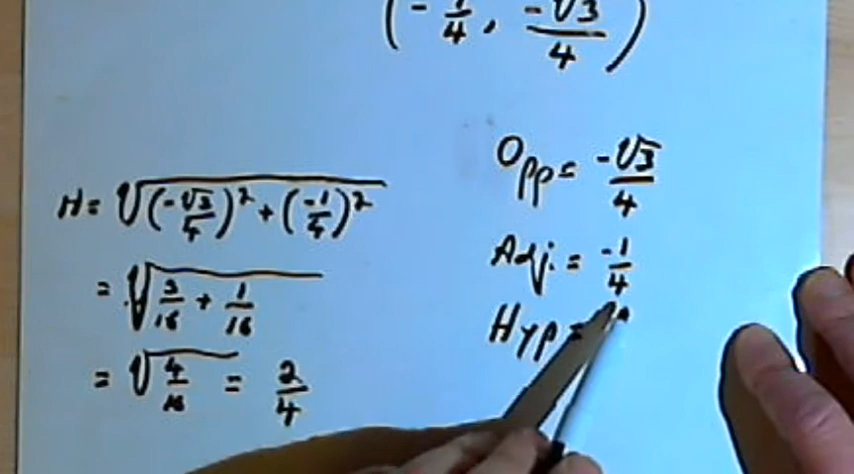 (-1/4, -√3/4)
Opp = -√3/4
Adj. = -1/4
Hyp =
H = √((-√3/4)² + (-1/4)²)
= √(3/16 + 1/16)
= √(4/16) = 2/4